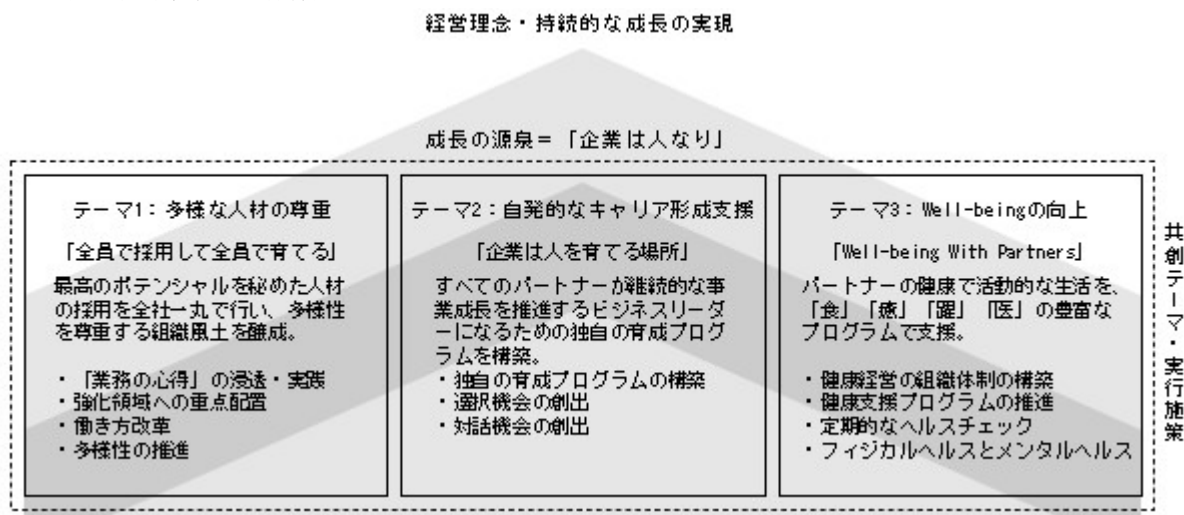 経営理念・持続的な成長の実現
成長の源泉＝「企業は人なり」
テーマ1：多様な人材の尊重
「全員で採用して全員で育てる」
最高のポテンシャルを秘めた人材
の採用を全社一丸で行い、多様性
を尊重する組織風土を醸成。
・「業務の心得」の浸透・実践
・強化領域への重点配置
・働き方改革
・多様性の推進
テーマ2：自発的なキャリア形成支援
「企業は人を育てる場所」
すべてのパートナーが継続的な事
業成長を推進するビジネスリーダ
ーになるための独自の育成プログ
ラムを構築。
・独自の育成プログラムの構築
・選択機会の創出
・対話機会の創出
テーマ3：Well-beingの向上
「Well-being With Partners」
パートナーの健康で活動的な生活を、
「食」「癒」「躍」「医」の豊富な
プログラムで支援。
・健康経営の組織体制の構築
・健康支援プログラムの推進
・定期的なヘルスチェック
・フィジカルヘルスとメンタルヘルス
共創テーマ・実行施策